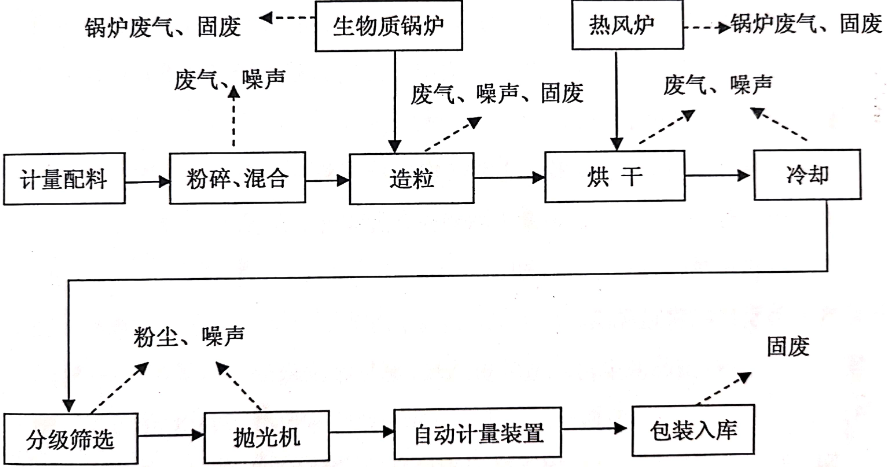 锅炉废气、固废
生物质锅炉
热风炉
锅炉废气、固废
废气、噪声
废气、噪声、固废
废气、噪声
计量配料
粉碎、混合
造粒
烘 干
冷却
粉尘、噪声
固废
分级筛选
抛光机
自动计量装置
包装入库